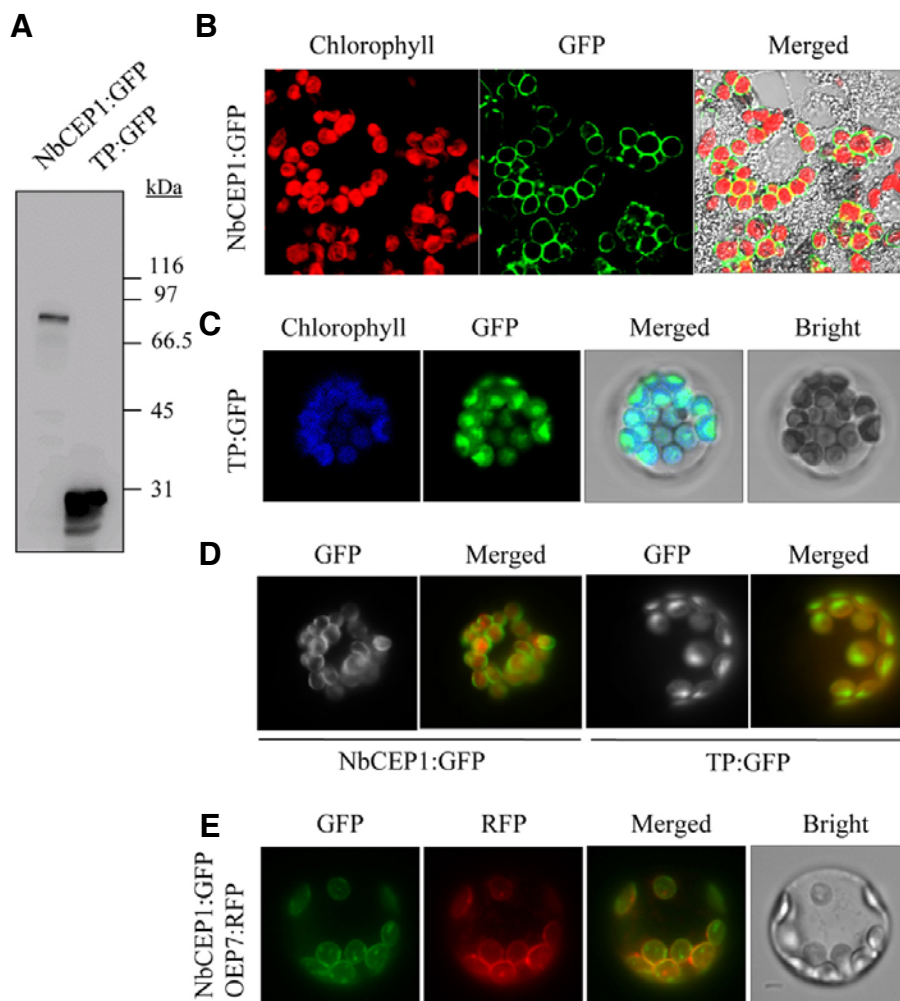 A
NbCEP1:GFP
TP:GFP
kDa
116
97
66.5
45
31
B
Chlorophyll GFP Merged
NbCEP1:GFP
C
Chlorophyll GFP Merged Bright
TP:GFP
D
GFP Merged GFP Merged
NbCEP1:GFP TP:GFP
E
GFP RFP Merged Bright
NbCEP1:GFP
OEP7:RFP